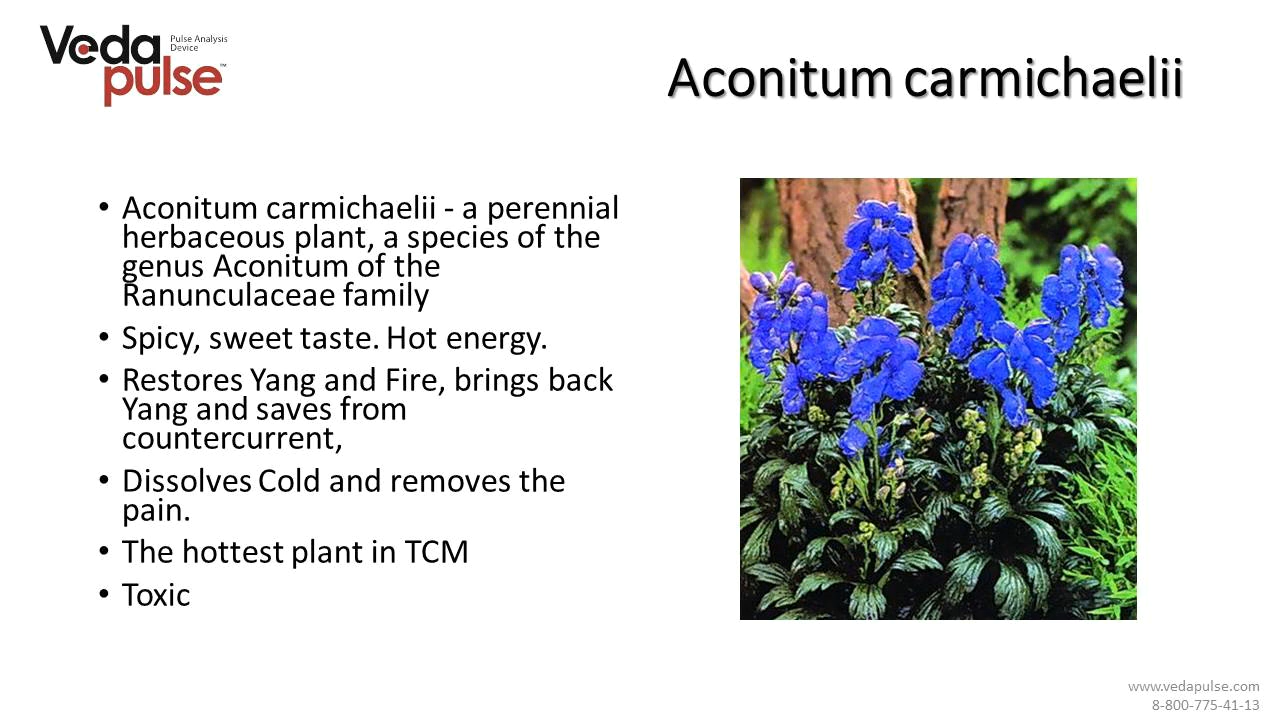 Veda
pulse™
Pulse Analysis
Device
Aconitum carmichaelii
• Aconitum carmichaelii - a perennial
herbaceous plant, a species of the
genus Aconitum of the
Ranunculaceae family
• Spicy, sweet taste. Hot energy.
• Restores Yang and Fire, brings back
Yang and saves from
countercurrent,
• Dissolves Cold and removes the
pain.
• The hottest plant in TCM
• Toxic
www.vedapulse.com
8-800-775-41-13